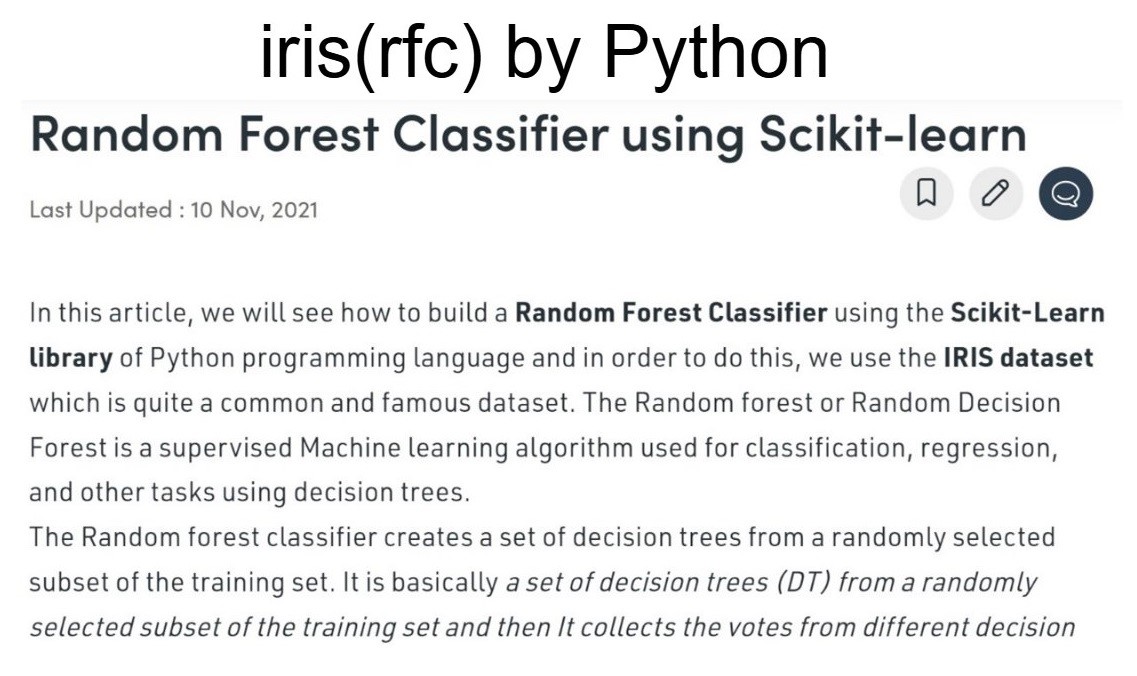 iris(rfc) by Python
Random Forest Classifier using Scikit-learn
Last Updated : 10 Nov, 2021
In this article, we will see how to build a Random Forest Classifier using the Scikit-Learn
library of Python programming language and in order to do this, we use the IRIS dataset
which is quite a common and famous dataset. The Random forest or Random Decision
Forest is a supervised Machine learning algorithm used for classification, regression,
and other tasks using decision trees.
The Random forest classifier creates a set of decision trees from a randomly selected
subset of the training set. It is basically a set of decision trees (DT) from a randomly
selected subset of the training set and then It collects the votes from different decision